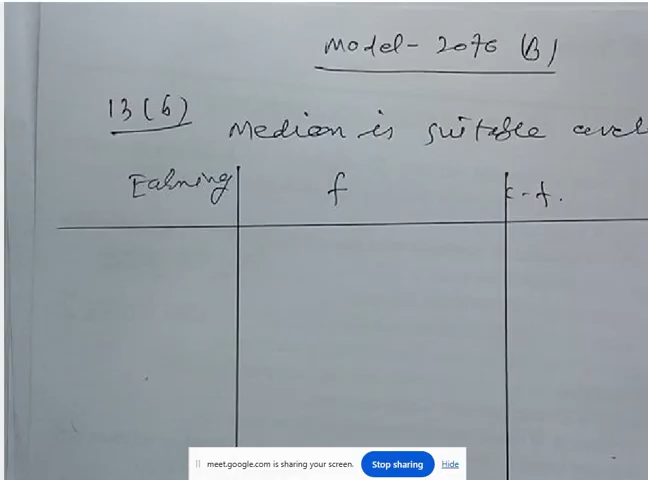 Model - 2076 (B)
13(b) Median is suitable
Earning f c.f.
meet.google.com is sharing your screen. Stop sharing Hide